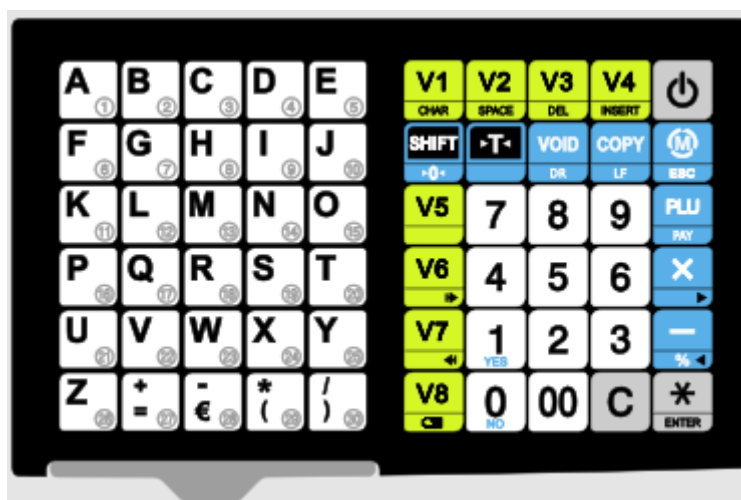 A ① B ② C ③ D ④ E ⑤
V1 CHAR V2 SPACE V3 DEL V4 INSERT
F ⑥ G ⑦ H ⑧ I ⑨ J ⑩
SHIFT ▸0◂ ▸T◂ VOID DR COPY LF M ESC
K ⑪ L ⑫ M ⑬ N ⑭ O ⑮
V5 7 8 9 PLU PAY
P ⑯ Q ⑰ R ⑱ S ⑲ T ⑳
V6 4 5 6 ×
U ㉑ V ㉒ W ㉓ X ㉔ Y ㉕
V7 1 YES 2 3 — %
Z ㉖ + = ㉗ - € ㉘ * ( ㉙ / ) ㉚
V8 0 NO 00 C * ENTER